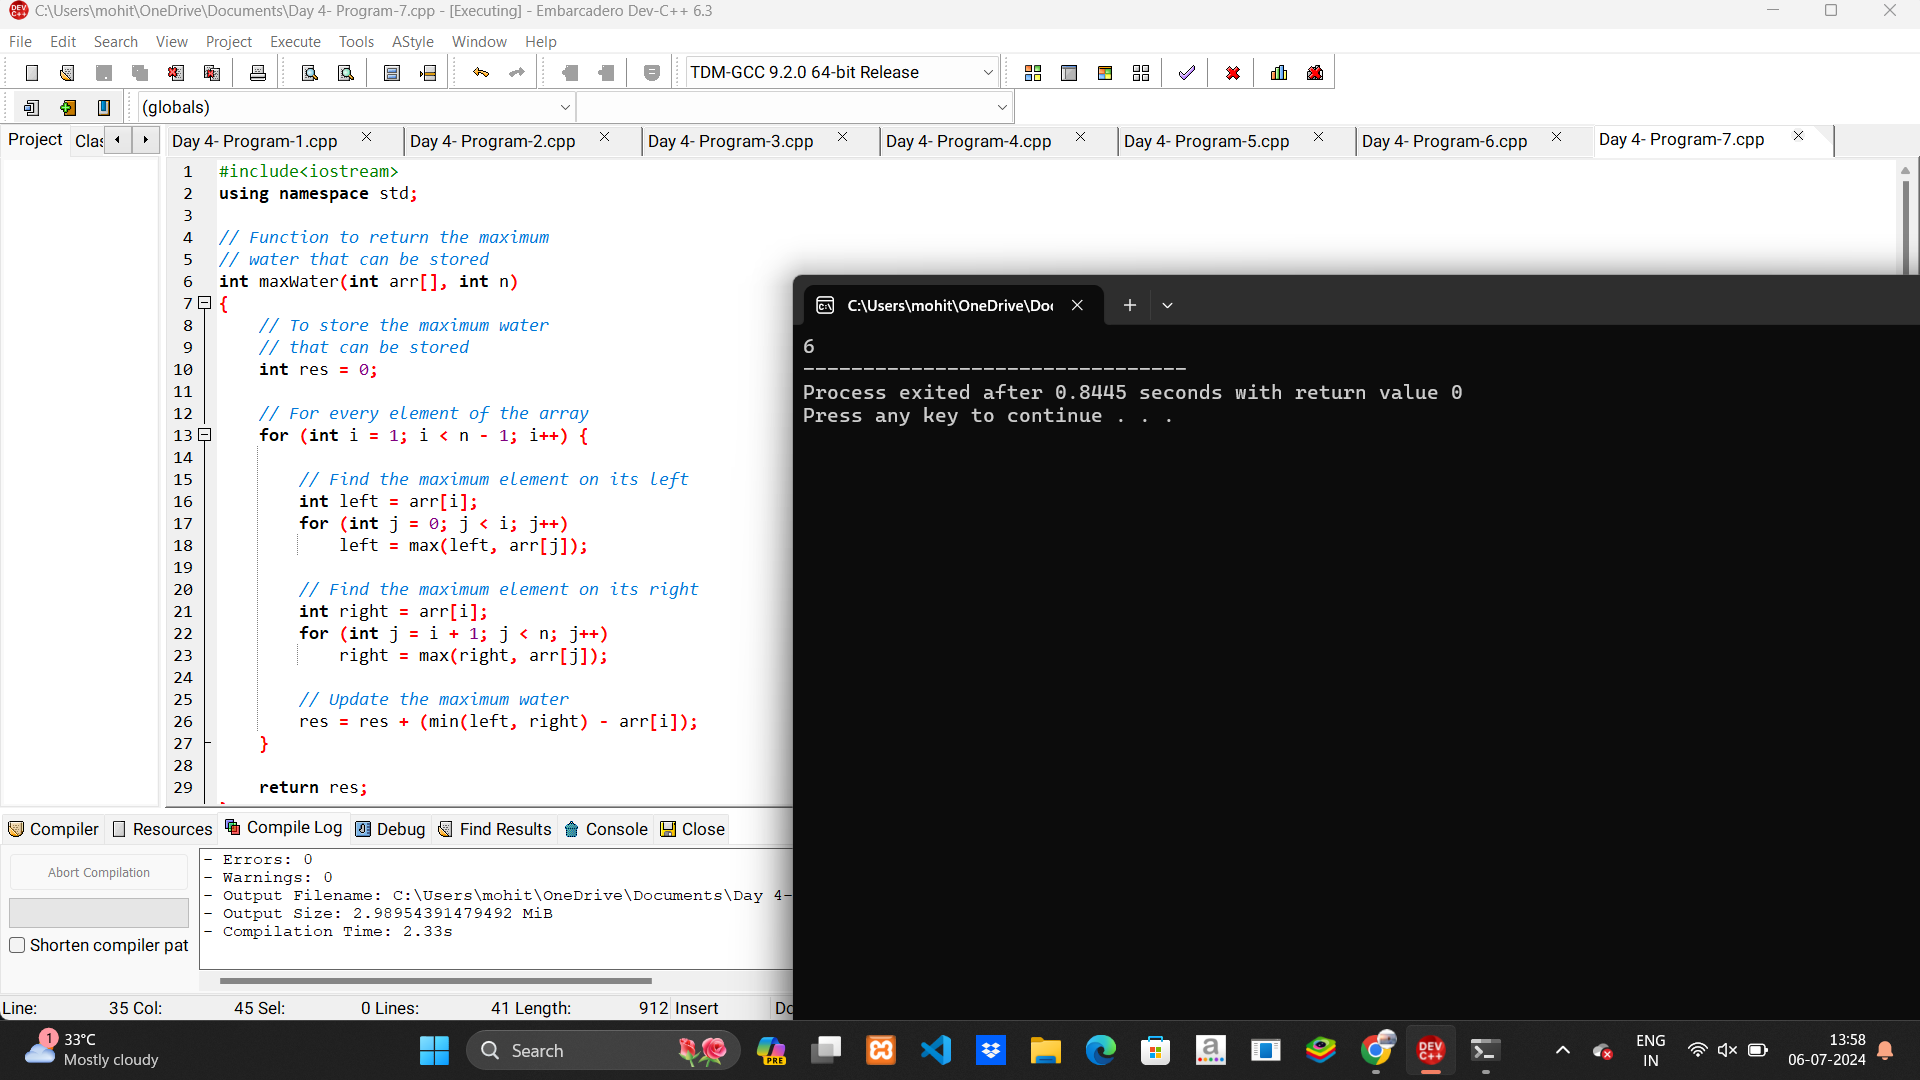 C:\Users\mohit\OneDrive\Documents\Day 4- Program-7.cpp - [Executing] - Embarcadero Dev-C++ 6.3
File Edit Search View Project Execute Tools AStyle Window Help
TDM-GCC 9.2.0 64-bit Release
(globals)
Project Clas Day 4- Program-1.cpp Day 4- Program-2.cpp Day 4- Program-3.cpp Day 4- Program-4.cpp Day 4- Program-5.cpp Day 4- Program-6.cpp Day 4- Program-7.cpp
1 #include<iostream>
2 using namespace std;
3
4 // Function to return the maximum
5 // water that can be stored
6 int maxWater(int arr[], int n)
7 {
8 // To store the maximum water
9 // that can be stored
10 int res = 0;
11
12 // For every element of the array
13 for (int i = 1; i < n - 1; i++) {
14
15 // Find the maximum element on its left
16 int left = arr[i];
17 for (int j = 0; j < i; j++)
18 left = max(left, arr[j]);
19
20 // Find the maximum element on its right
21 int right = arr[i];
22 for (int j = i + 1; j < n; j++)
23 right = max(right, arr[j]);
24
25 // Update the maximum water
26 res = res + (min(left, right) - arr[i]);
27 }
28
29 return res;
C:\Users\mohit\OneDrive\Doc
6
--------------------------------
Process exited after 0.8445 seconds with return value 0
Press any key to continue . . .
Compiler Resources Compile Log Debug Find Results Console Close
Abort Compilation
Shorten compiler pat
- Errors: 0
- Warnings: 0
- Output Filename: C:\Users\mohit\OneDrive\Documents\Day 4-
- Output Size: 2.98954391479492 MiB
- Compilation Time: 2.33s
Line: 35 Col: 45 Sel: 0 Lines: 41 Length: 912 Insert Do
1
33°C
Mostly cloudy
Search
PRE
DEV C++
ENG
IN
13:58
06-07-2024